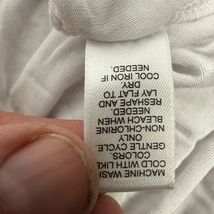 MACHINE WASH
COLD WITH LIKE
COLORS,
GENTLE CYCLE.
ONLY
NON-CHLORINE
BLEACH WHEN
NEEDED.
RESHAPE AND
LAY FLAT TO
DRY.
COOL IRON IF
NEEDED.